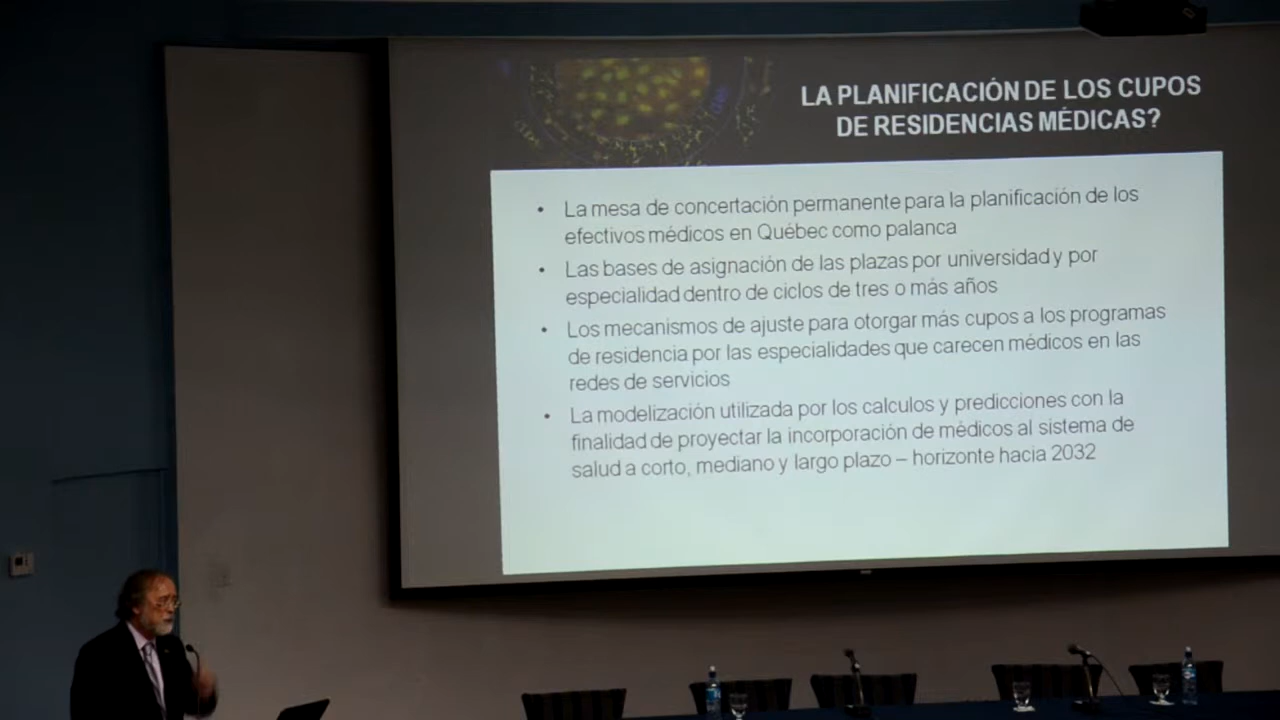 LA PLANIFICACIÓN DE LOS CUPOS
DE RESIDENCIAS MÉDICAS?
• La mesa de concertación permanente para la planificación de los
efectivos médicos en Québec como palanca
• Las bases de asignación de las plazas por universidad y por
especialidad dentro de ciclos de tres o más años
• Los mecanismos de ajuste para otorgar más cupos a los programas
de residencia por las especialidades que carecen médicos en las
redes de servicios
• La modelización utilizada por los calculos y predicciones con la
finalidad de proyectar la incorporación de médicos al sistema de
salud a corto, mediano y largo plazo – horizonte hacia 2032